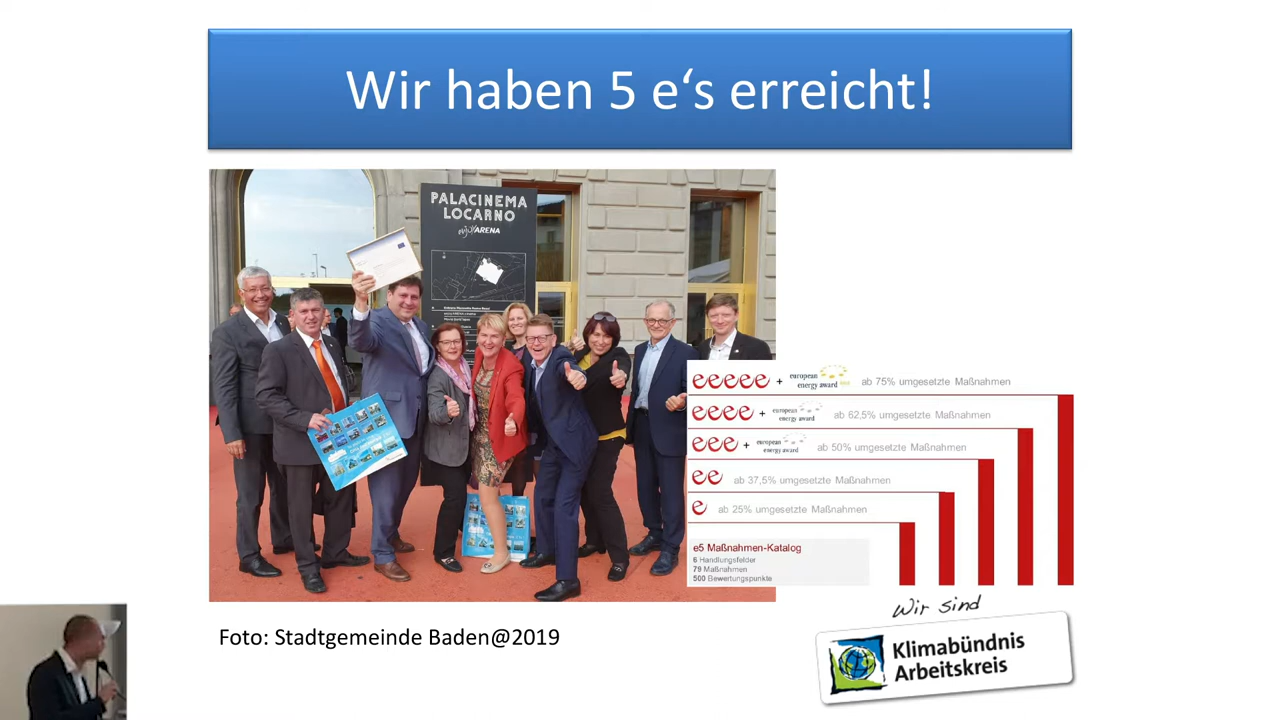 Wir haben 5 e‘s erreicht!
PALACINEMA
LOCARNO
ARENA
+ european energy award ab 75% umgesetzte Maßnahmen
eeeee
eeee + european energy award ab 62,5% umgesetzte Maßnahmen
eee + european energy award ab 50% umgesetzte Maßnahmen
ee ab 37,5% umgesetzte Maßnahmen
e ab 25% umgesetzte Maßnahmen
e5 Maßnahmen-Katalog
6 Handlungsfelder
79 Maßnahmen
500 Bewertungspunkte
Foto: Stadtgemeinde Baden@2019
Wir sind
Klimabündnis
Arbeitskreis